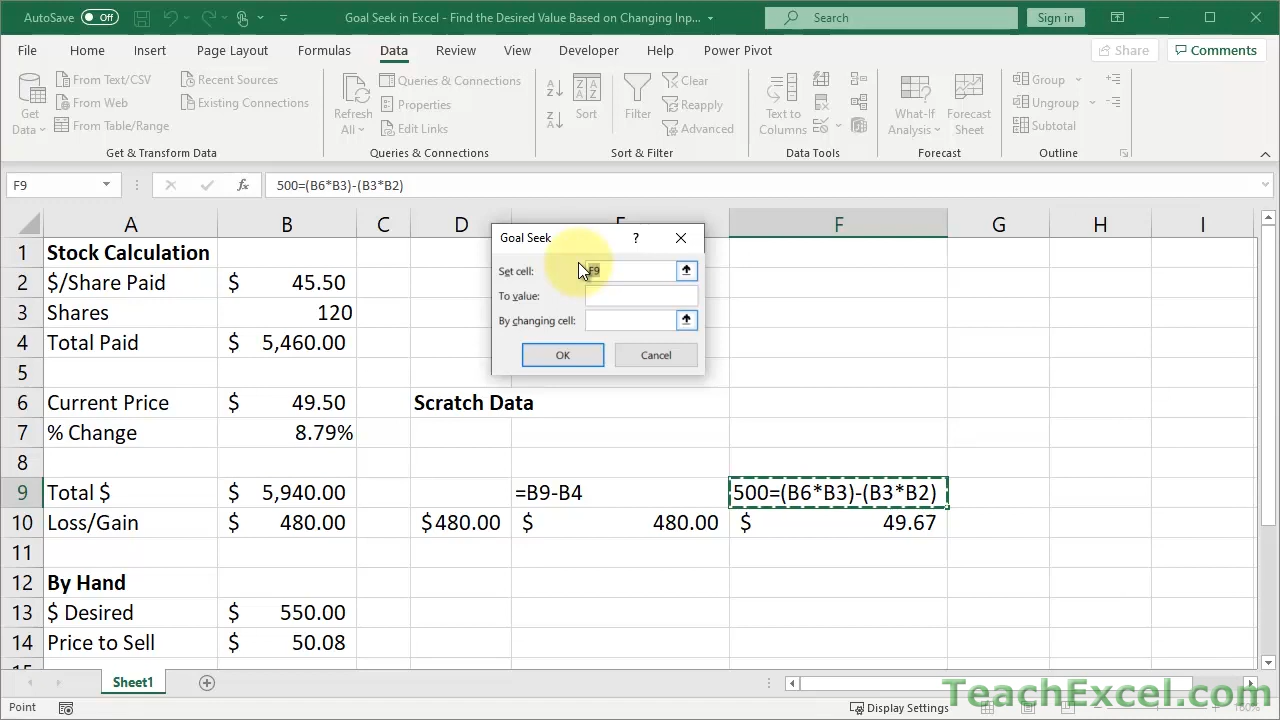 AutoSave Off Goal Seek in Excel - Find the Desired Value Based on Changing Inp... Search Sign in
File Home Insert Page Layout Formulas Data Review View Developer Help Power Pivot Share Comments
Get Data From Text/CSV From Web From Table/Range Recent Sources Existing Connections
Refresh All Queries & Connections Properties Edit Links
A Z Z A Sort Filter Clear Reapply Advanced
Text to Columns What-If Analysis Forecast Sheet
Group Ungroup Subtotal
Get & Transform Data Queries & Connections Sort & Filter Data Tools Forecast Outline
F9 fx 500=(B6*B3)-(B3*B2)
A B C D E F G H I
1 Stock Calculation
2 $/Share Paid $ 45.50
3 Shares 120
4 Total Paid $ 5,460.00
5
6 Current Price $ 49.50 Scratch Data
7 % Change 8.79%
8
9 Total $ $ 5,940.00 =B9-B4 500=(B6*B3)-(B3*B2)
10 Loss/Gain $ 480.00 $480.00 $ 480.00 $ 49.67
11
12 By Hand
13 $ Desired $ 550.00
14 Price to Sell $ 50.08
15
Goal Seek ?
Set cell: F9
To value:
By changing cell:
OK Cancel
Sheet1
Point Display Settings 100%
TeachExcel.com